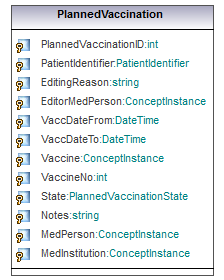 PlannedVaccination
PlannedVaccinationID:int
PatientIdentifier:PatientIdentifier
EditingReason:string
EditorMedPerson:ConceptInstance
VaccDateFrom:DateTime
VaccDateTo:DateTime
Vaccine:ConceptInstance
VaccineNo:int
State:PlannedVaccinationState
Notes:string
MedPerson:ConceptInstance
MedInstitution:ConceptInstance